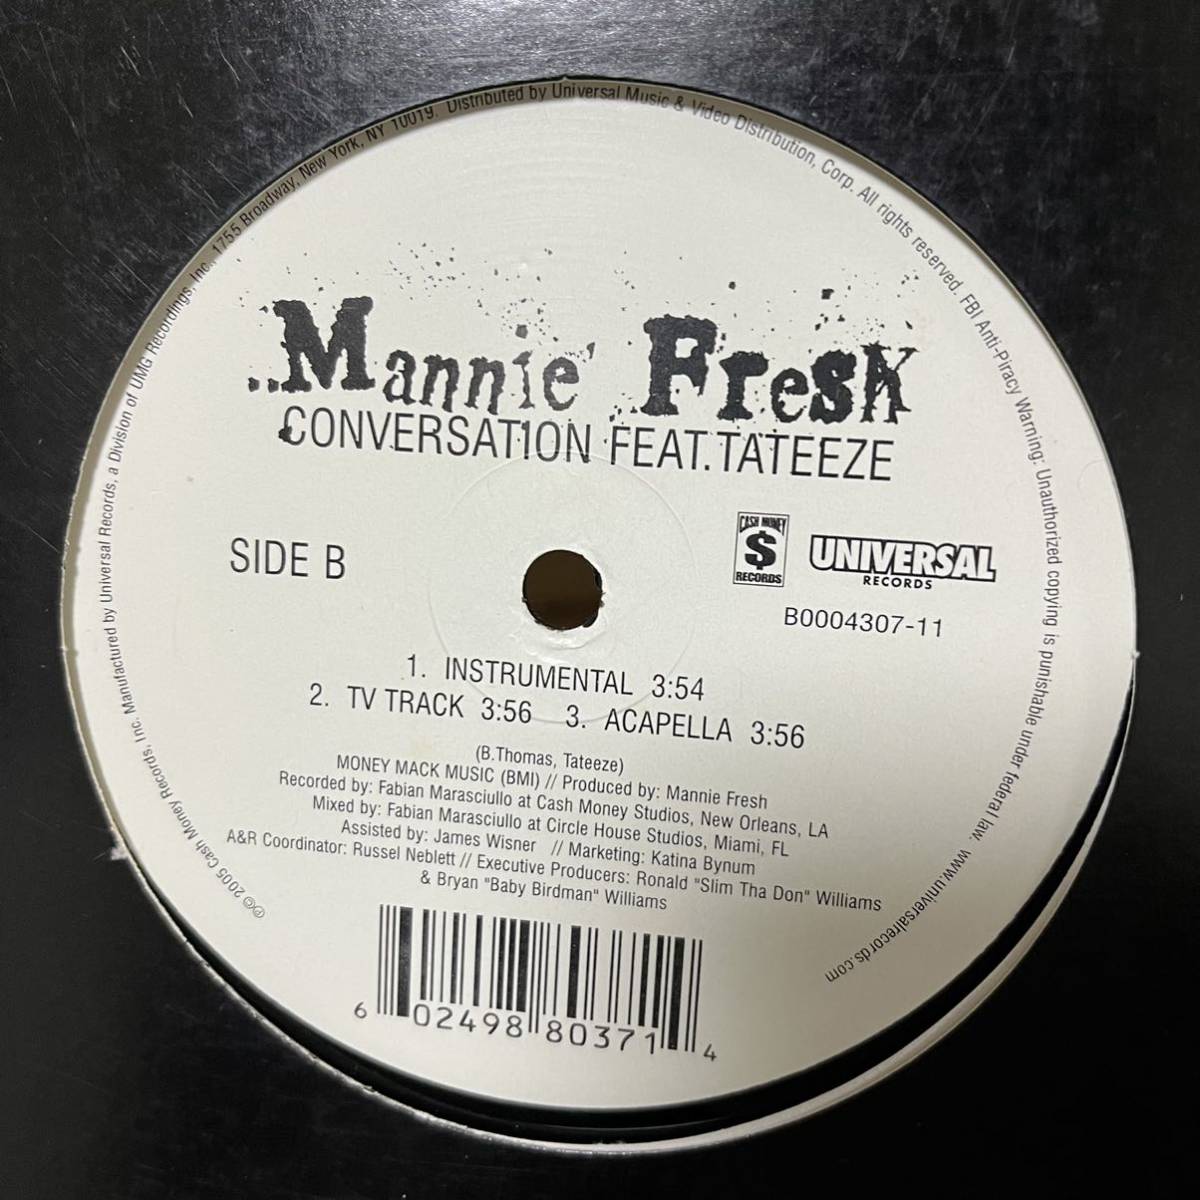 Mannie Fresh
CONVERSATION FEAT. TATEEZE
SIDE B
CASH MONEY
$
RECORDS
UNIVERSAL
RECORDS
B0004307-11
1. INSTRUMENTAL 3:54
2. TV TRACK 3:56 3. ACAPELLA 3:56
(B.Thomas, Tateeze)
MONEY MACK MUSIC (BMI) // Produced by: Mannie Fresh
Recorded by: Fabian Marasciullo at Cash Money Studios, New Orleans, LA
Mixed by: Fabian Marasciullo at Circle House Studios, Miami, FL
Assisted by: James Wisner // Marketing: Katina Bynum
A&R Coordinator: Russel Neblett // Executive Producers: Ronald "Slim Tha Don" Williams
& Bryan "Baby Birdman" Williams
6 02498 80371 4
℗© 2005 Cash Money Records, Inc. Manufactured by Universal Records, a Division of UMG Recordings, Inc., 1755 Broadway, New York, NY 10019. Distributed by Universal Music & Video Distribution, Corp. All rights reserved. FBI Anti-Piracy Warning: Unauthorized copying is punishable under federal law. www.universalrecords.com